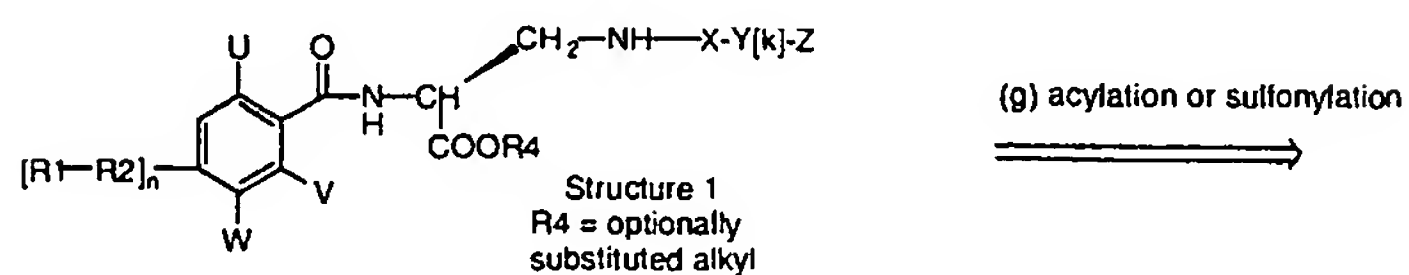 U
O
CH₂—NH—X-Y[k]-Z
N
H
CH
(g) acylation or sulfonylation
[R1—R2]n
COOR4
V
W
Structure 1
R4 = optionally
substituted alkyl